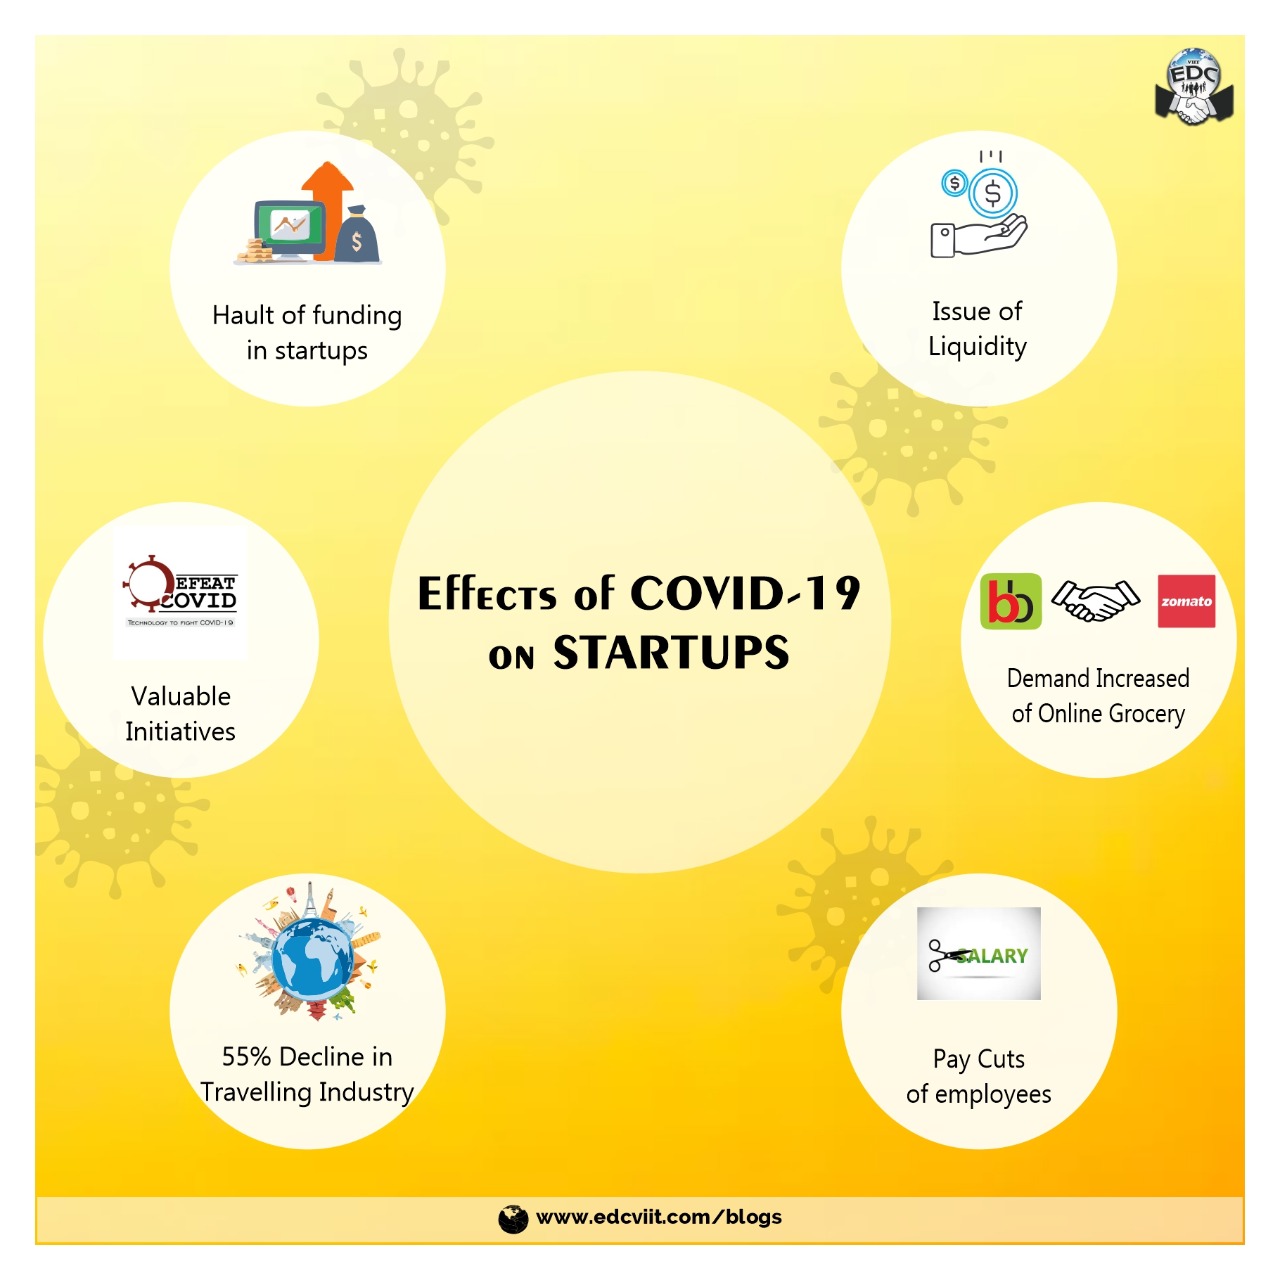 VIIT
EDC
Hault of funding
in startups
$
$
$
Issue of
Liquidity
DEFEAT
COVID
TECHNOLOGY TO FIGHT COVID-19
Valuable
Initiatives
Effects of COVID-19
on STARTUPS
bb
zomato
Demand Increased
of Online Grocery
55% Decline in
Travelling Industry
SALARY
Pay Cuts
of employees
www.edcviit.com/blogs